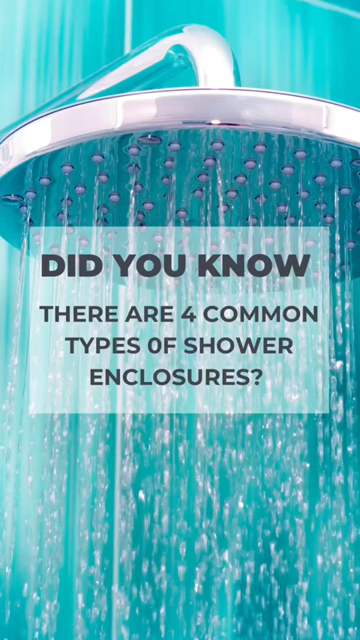 DID YOU KNOW
THERE ARE 4 COMMON
TYPES 0F SHOWER
ENCLOSURES?